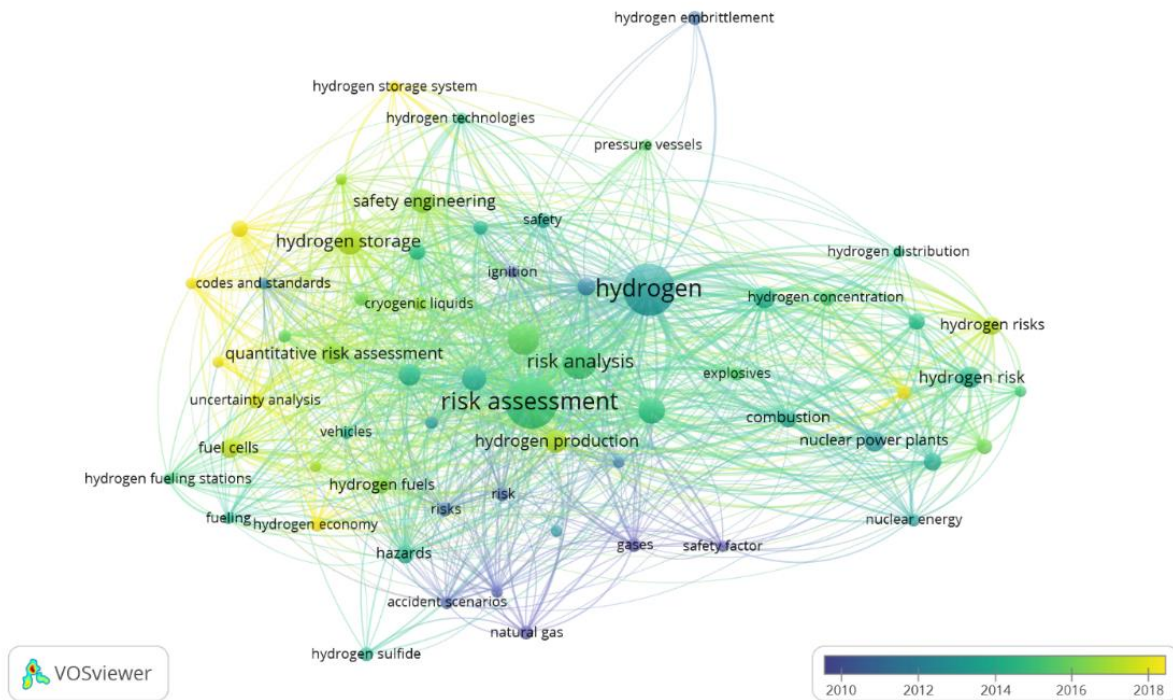 hydrogen embrittlement
hydrogen storage system
hydrogen technologies
pressure vessels
safety engineering
safety
hydrogen storage
hydrogen distribution
ignition
codes and standards
hydrogen
cryogenic liquids
hydrogen concentration
hydrogen risks
quantitative risk assessment
risk analysis
explosives
hydrogen risk
uncertainty analysis
risk assessment
combustion
vehicles
hydrogen production
nuclear power plants
fuel cells
hydrogen fueling stations
hydrogen fuels
risk
risks
fueling
hydrogen economy
nuclear energy
hazards
gases
safety factor
accident scenarios
natural gas
hydrogen sulfide
VOSviewer
2010 2012 2014 2016 2018